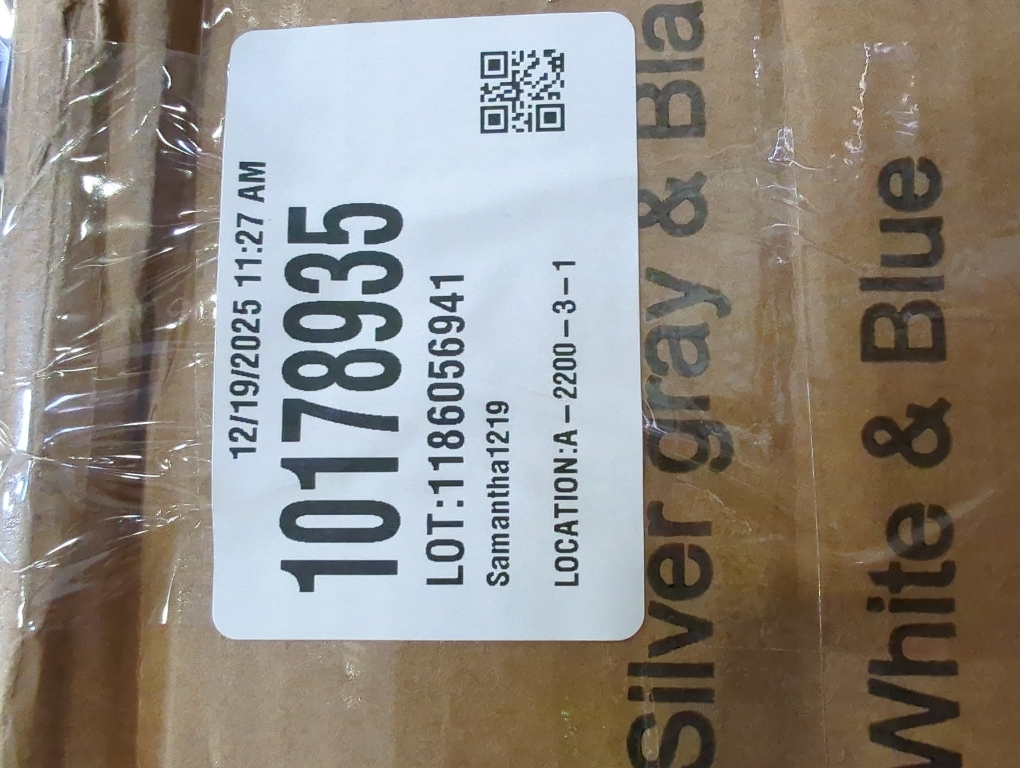 12/19/2025 11:27 AM
10178935
LOT:1186056941
Samantha1219
LOCATION:A-2200-3-1
Silver gray & Bla
White & Blue